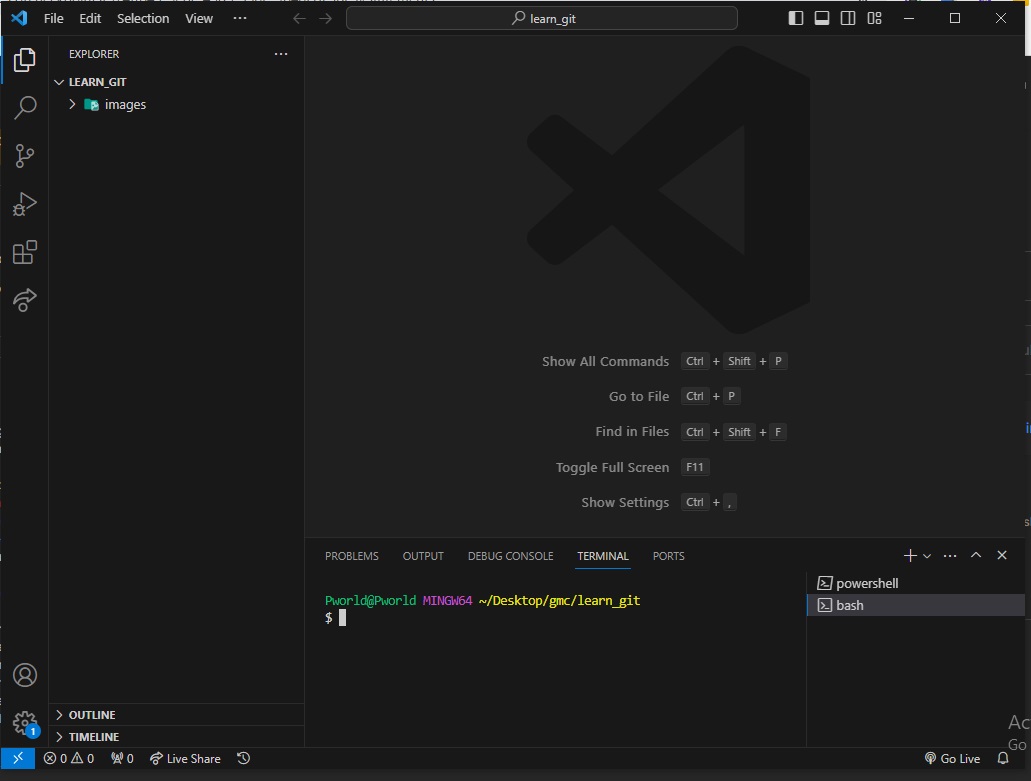 File Edit Selection View ··· learn_git
EXPLORER ···
LEARN_GIT
images
Show All Commands Ctrl + Shift + P
Go to File Ctrl + P
Find in Files Ctrl + Shift + F
Toggle Full Screen F11
Show Settings Ctrl + ,
PROBLEMS OUTPUT DEBUG CONSOLE TERMINAL PORTS
powershell
bash
Pworld@Pworld MINGW64 ~/Desktop/gmc/learn_git
$
OUTLINE
TIMELINE
1
0 0 0 Live Share Go Live
Ac
Go